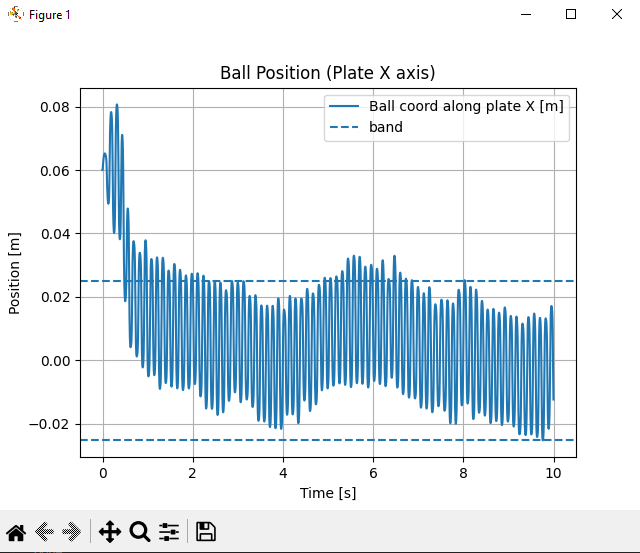 Figure 1
Ball Position (Plate X axis)
Ball coord along plate X [m]
band
0.08
0.06
0.04
0.02
0.00
−0.02
Position [m]
0 2 4 6 8 10
Time [s]